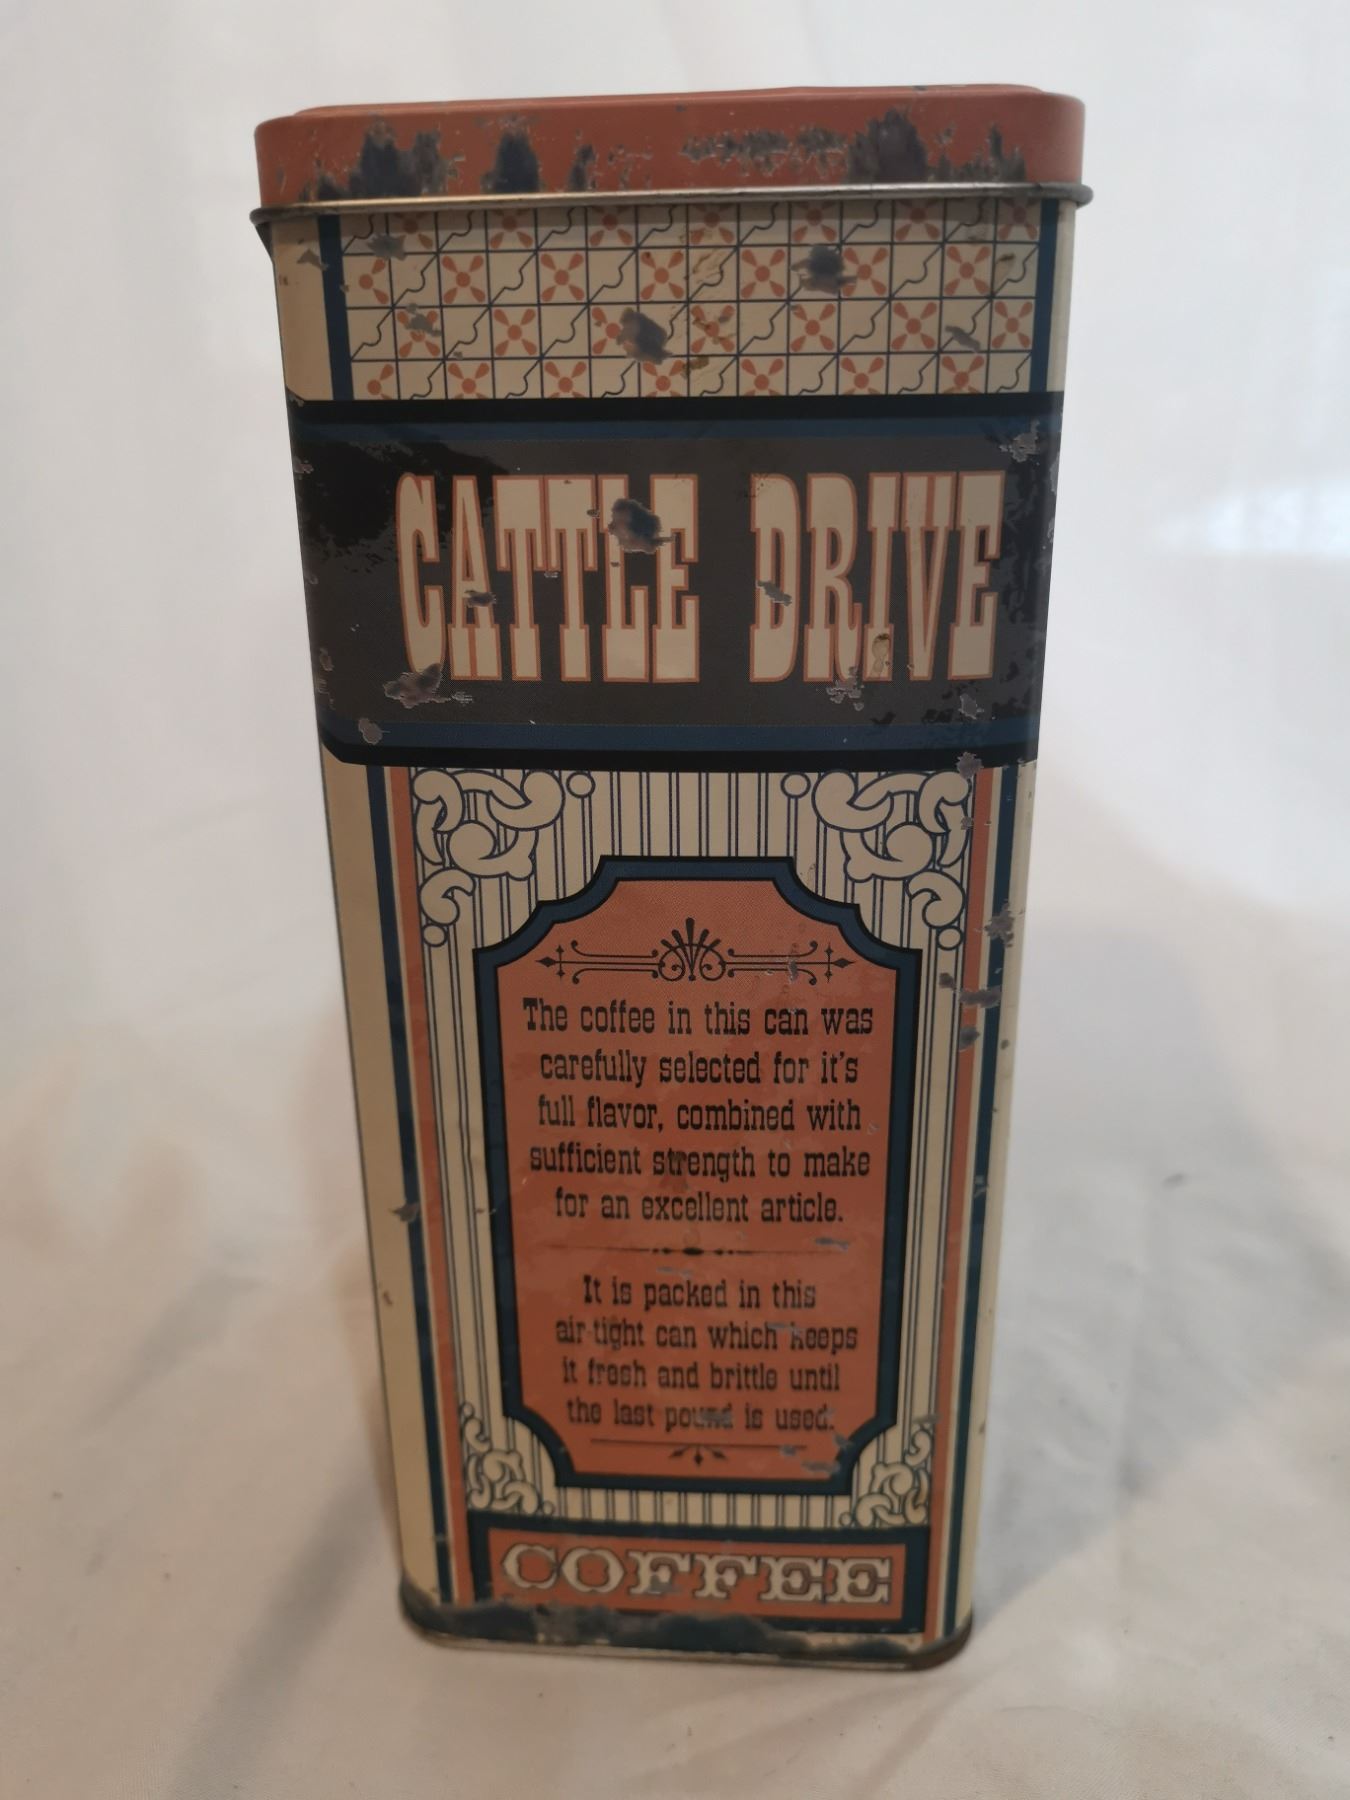 CATTLE DRIVE
The coffee in this can was
carefully selected for it's
full flavor, combined with
sufficient strength to make
for an excellent article.
It is packed in this
air-tight can which keeps
it fresh and brittle until
the last pound is used.
COFFEE